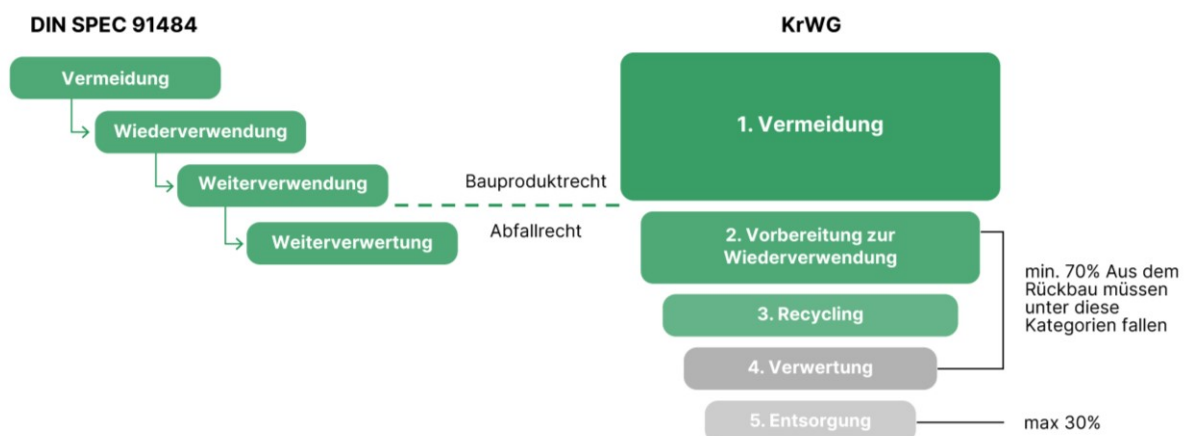 DIN SPEC 91484
Vermeidung
Wiederverwendung
Weiterverwendung
Weiterverwertung
Bauproduktrecht
Abfallrecht
KrWG
1. Vermeidung
2. Vorbereitung zur
Wiederverwendung
3. Recycling
4. Verwertung
5. Entsorgung
min. 70% Aus dem
Rückbau müssen
unter diese
Kategorien fallen
max 30%